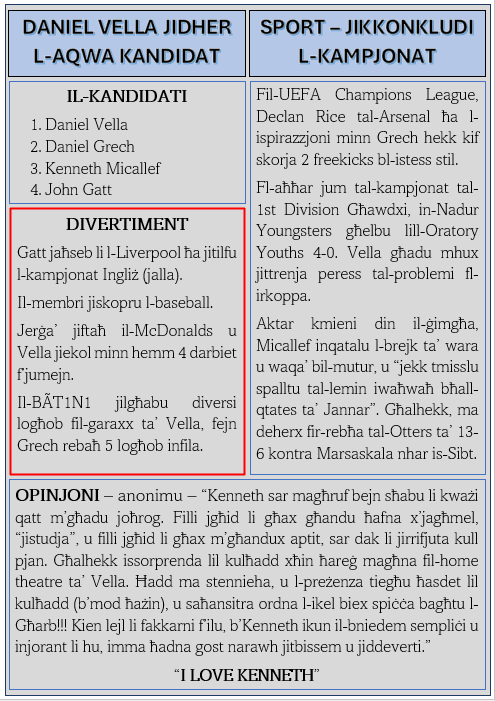 DANIEL VELLA JIDHER
L-AQWA KANDIDAT
IL-KANDIDATI
1. Daniel Vella
2. Daniel Grech
3. Kenneth Micallef
4. John Gatt
DIVERTIMENT
Gatt jaħseb li l-Liverpool ħa jitilfu
l-kampjonat Ingliż (jalla).
Il-membri jiskopru l-baseball.
Jerġa’ jiftaħ il-McDonalds u
Vella jiekol minn hemm 4 darbiet
f’jumejn.
Il-BÃT1N1 jilgħabu diversi
logħob fil-garaxx ta’ Vella, fejn
Grech rebaħ 5 logħob infila.
SPORT – JIKKONKLUDI
L-KAMPJONAT
Fil-UEFA Champions League,
Declan Rice tal-Arsenal ħa l-
ispirazzjoni minn Grech hekk kif
skorja 2 freekicks bl-istess stil.
Fl-aħħar jum tal-kampjonat tal-
1st Division Għawdxi, in-Nadur
Youngsters għelbu lill-Oratory
Youths 4-0. Vella għadu mhux
jittrenja peress tal-problemi fl-
irkoppa.
Aktar kmieni din il-ġimgħa,
Micallef inqatalu l-brejk ta’ wara
u waqa’ bil-mutur, u “jekk tmisslu
spalltu tal-lemin iwaħwaħ bħall-
qtates ta’ Jannar”. Għalhekk, ma
deherx fir-rebħa tal-Otters ta’ 13-
6 kontra Marsaskala nhar is-Sibt.
OPINJONI – anonimu – “Kenneth sar magħruf bejn sħabu li kważi
qatt m’għadu joħrog. Filli jgħid li għax għandu ħafna x’jagħmel,
“jistudja”, u filli jgħid li għax m’għandux aptit, sar dak li jirrifjuta kull
pjan. Għalhekk issorprenda lil kulħadd xħin ħareġ magħna fil-home
theatre ta’ Vella. Ħadd ma stennieha, u l-preżenza tiegħu ħasdet lil
kulħadd (b’mod ħażin), u saħansitra ordna l-ikel biex spiċċa bagħtu l-
Għarb!!! Kien lejl li fakkarni f’ilu, b’Kenneth ikun il-bniedem sempliċi u
injorant li hu, imma ħadna gost narawh jitbissem u jiddeverti.”
“I LOVE KENNETH”